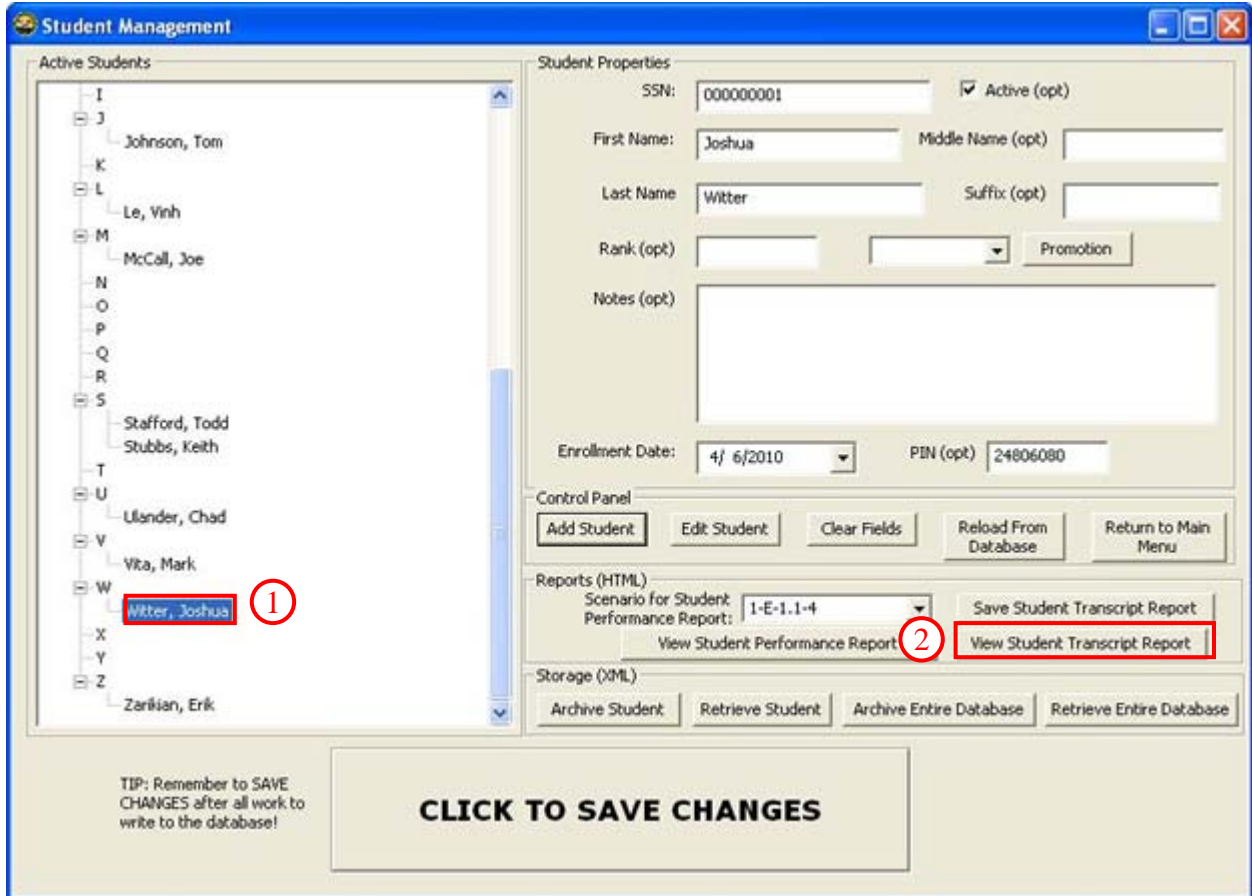 Student Management
Active Students
I
J
Johnson, Tom
K
L
Le, Vinh
M
McCall, Joe
N
O
P
Q
R
S
Stafford, Todd
Stubbs, Keith
T
U
Ulander, Chad
V
Vita, Mark
W
Witter, Joshua
1
X
Y
Z
Zarikian, Erik
Student Properties
SSN: 000000001 Active (opt)
First Name: Joshua Middle Name (opt)
Last Name Witter Suffix (opt)
Rank (opt) Promotion
Notes (opt)
Enrollment Date: 4/ 6/2010 PIN (opt) 24806080
Control Panel
Add Student Edit Student Clear Fields Reload From
Database Return to Main
Menu
Reports (HTML)
Scenario for Student
Performance Report: 1-E-1.1-4 Save Student Transcript Report
View Student Performance Report 2 View Student Transcript Report
Storage (XML)
Archive Student Retrieve Student Archive Entire Database Retrieve Entire Database
TIP: Remember to SAVE
CHANGES after all work to
write to the database!
CLICK TO SAVE CHANGES